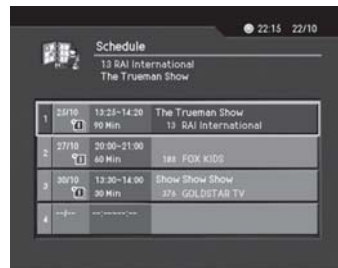 22:15 22/10
Schedule
13 RAI International
The Trueman Show
1 25/10 13:25~14:20 The Trueman Show
90 Min 13 RAI International
2 27/10 20:00~21:00
60 Min 188 FOX KIDS
3 30/10 13:30~14:00 Show Show Show
30 Min 376 GOLDSTAR TV
4 --/-- --:--~--:--